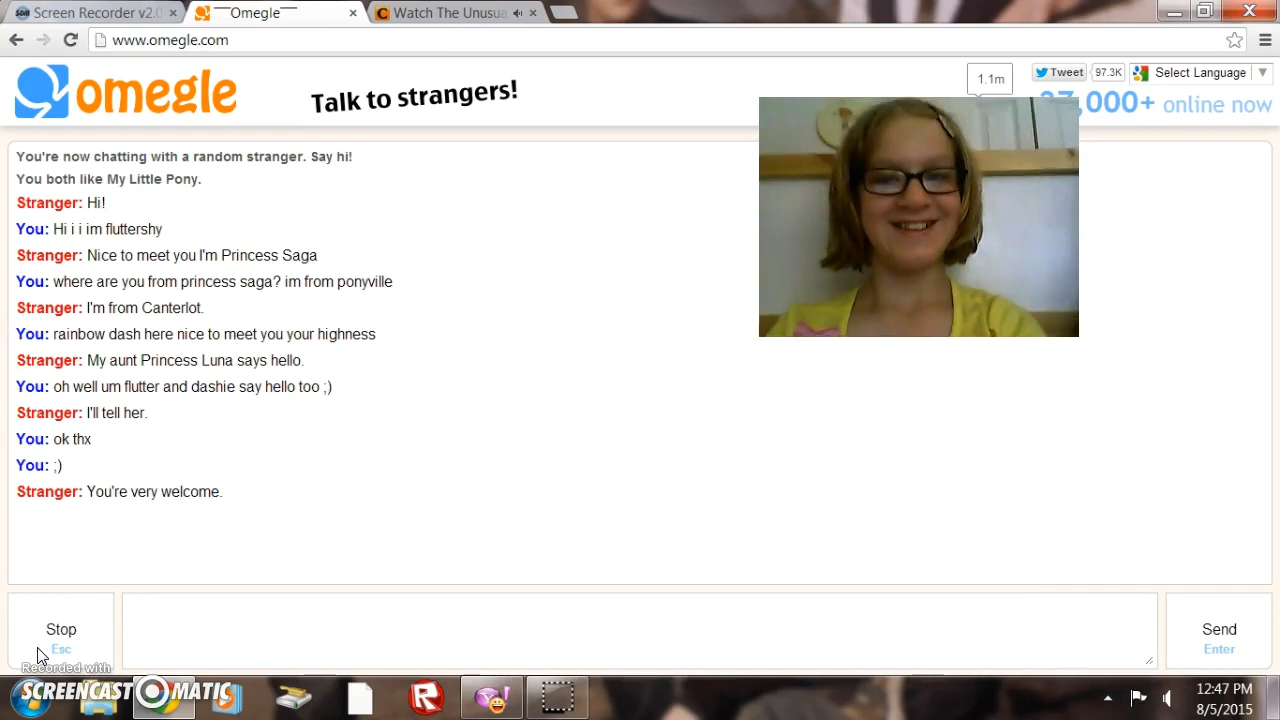 Screen Recorder v2.0
Omegle
Watch The Unusua
www.omegle.com
omegle
Talk to strangers!
1.1m
Tweet
97.3K
Select Language
,000+ online now
You're now chatting with a random stranger. Say hi!
You both like My Little Pony.
Stranger: Hi!
You: Hi i i im fluttershy
Stranger: Nice to meet you I'm Princess Saga
You: where are you from princess saga? im from ponyville
Stranger: I'm from Canterlot.
You: rainbow dash here nice to meet you your highness
Stranger: My aunt Princess Luna says hello.
You: oh well um flutter and dashie say hello too ;)
Stranger: I'll tell her.
You: ok thx
You: ;)
Stranger: You're very welcome.
Stop
Esc
Send
Enter
Recorded with
SCREENCAST MATIC
12:47 PM
8/5/2015